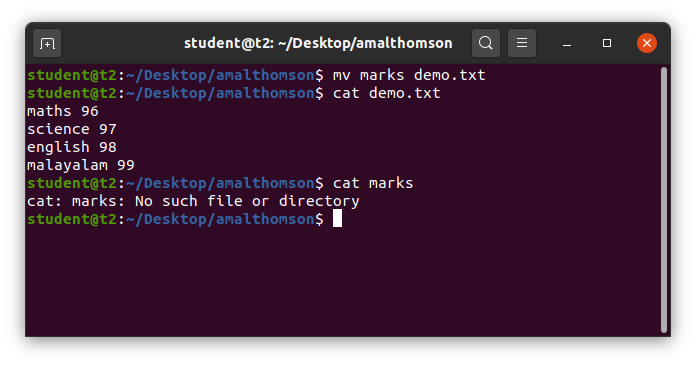 student@t2: ~/Desktop/amalthomson
student@t2:~/Desktop/amalthomson$ mv marks demo.txt
student@t2:~/Desktop/amalthomson$ cat demo.txt
maths 96
science 97
english 98
malayalam 99
student@t2:~/Desktop/amalthomson$ cat marks
cat: marks: No such file or directory
student@t2:~/Desktop/amalthomson$